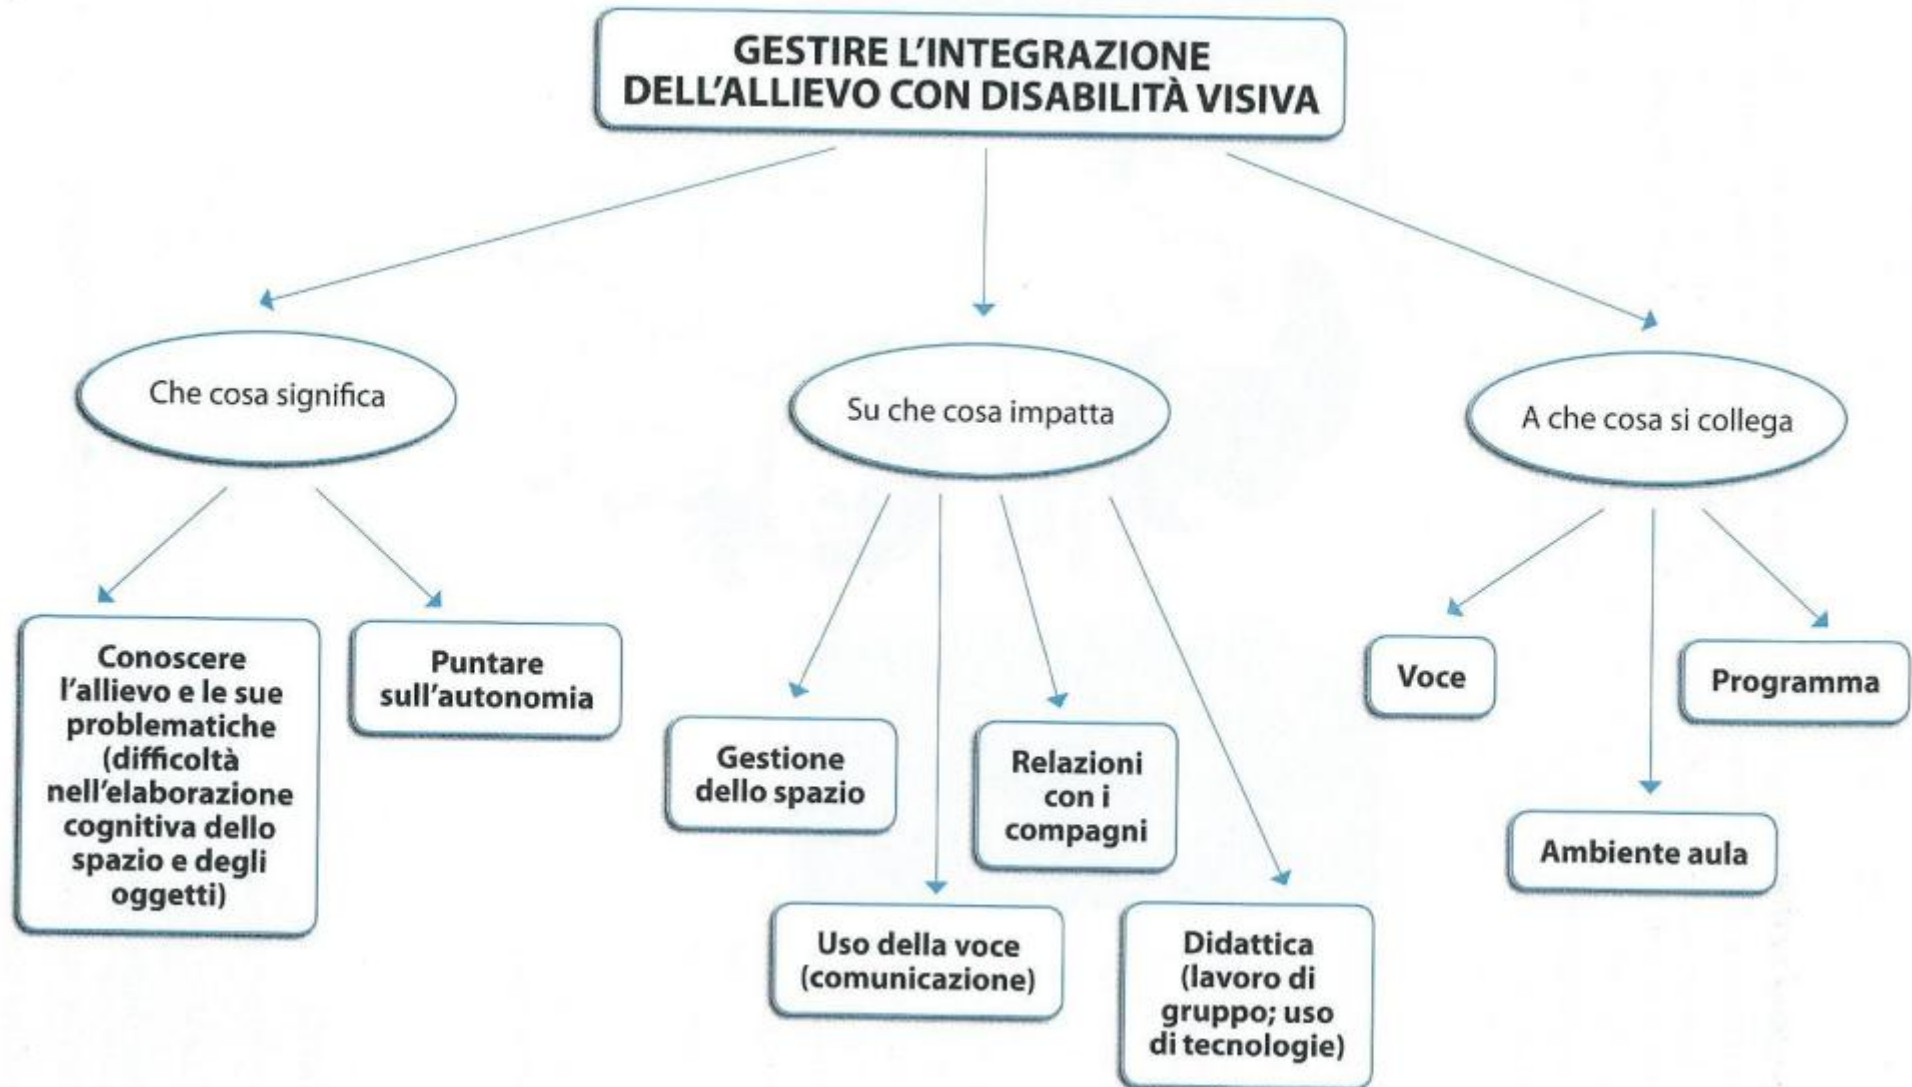 GESTIRE L'INTEGRAZIONE
DELL'ALLIEVO CON DISABILITÀ VISIVA
Che cosa significa
Su che cosa impatta
A che cosa si collega
Conoscere
l'allievo e le sue
problematiche
(difficoltà
nell'elaborazione
cognitiva dello
spazio e degli
oggetti)
Puntare
sull'autonomia
Gestione
dello spazio
Uso della voce
(comunicazione)
Relazioni
con i
compagni
Didattica
(lavoro di
gruppo; uso
di tecnologie)
Voce
Ambiente aula
Programma